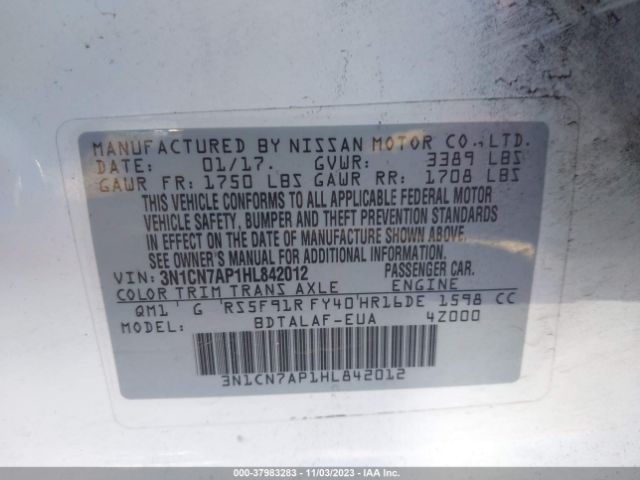 MANUFACTURED BY NISSAN MOTOR CO.,LTD.
DATE: 01/17. GVWR: 3389 LBS
GAWR FR: 1750 LBS GAWR RR: 1708 LBS
THIS VEHICLE CONFORMS TO ALL APPLICABLE FEDERAL MOTOR
VEHICLE SAFETY, BUMPER AND THEFT PREVENTION STANDARDS
IN EFFECT ON THE DATE OF MANUFACTURE SHOWN ABOVE.
SEE OWNER'S MANUAL FOR ADDITIONAL INFORMATION.
VIN: 3N1CN7AP1HL842012 PASSENGER CAR.
COLOR TRIM TRANS AXLE ENGINE
QM1 G RS5F91R FY40 HR16DE 1598 CC
MODEL: BDTALAF-EUA 4Z000
3N1CN7AP1HL842012
000-37983283 - 11/03/2023 - IAA Inc.